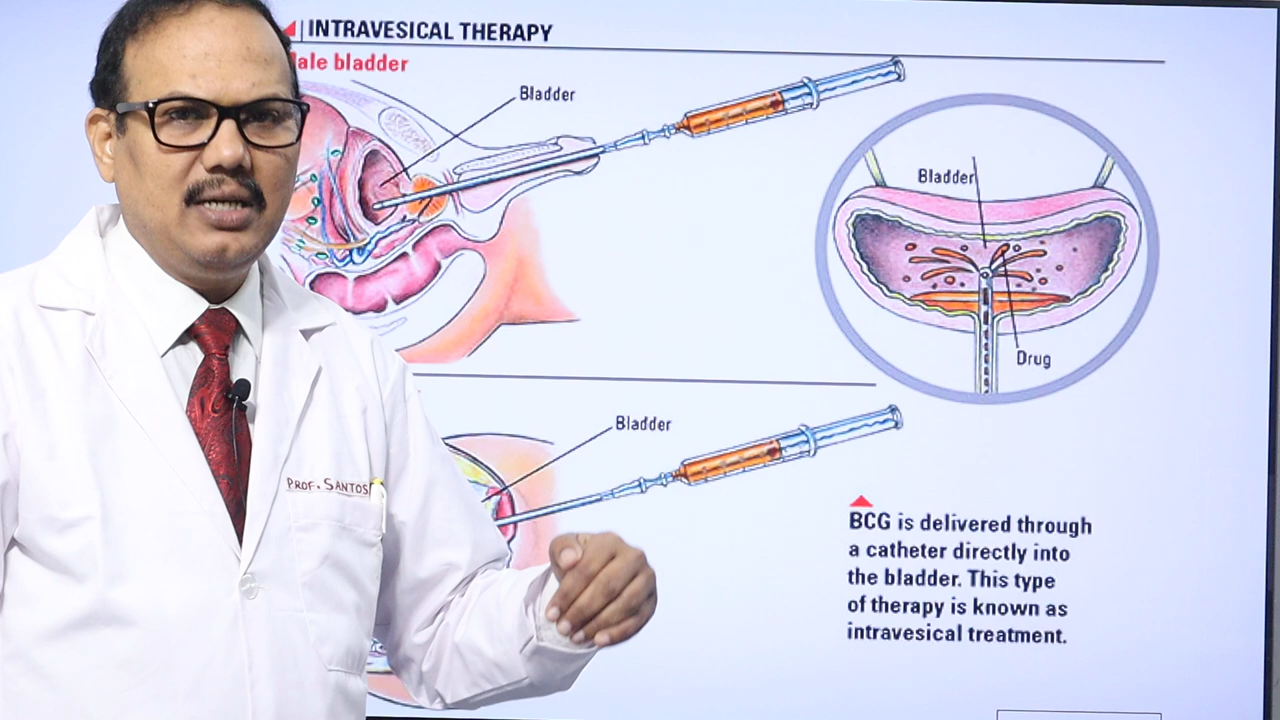 INTRAVESICAL THERAPY
ale bladder
Bladder
Bladder
Drug
Bladder
PROF. SANTOS
BCG is delivered through
a catheter directly into
the bladder. This type
of therapy is known as
intravesical treatment.